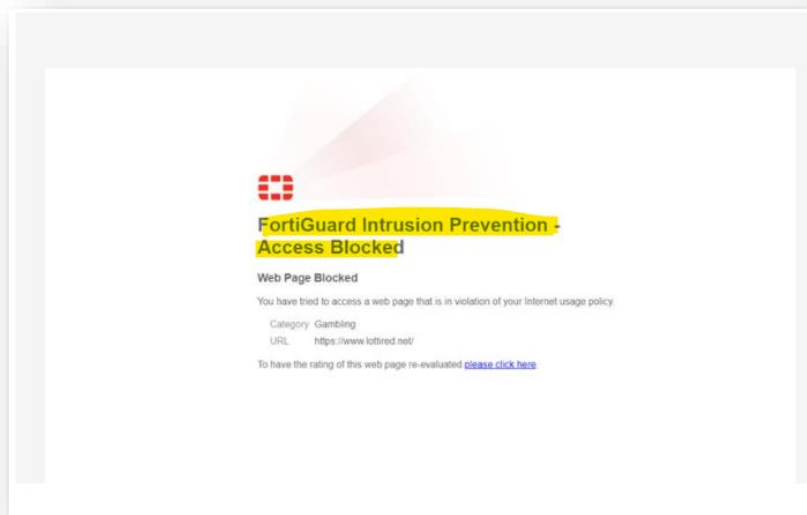 FortiGuard Intrusion Prevention -
Access Blocked
Web Page Blocked
You have tried to access a web page that is in violation of your Internet usage policy.
Category Gambling
URL https://www.lottired.net/
To have the rating of this web page re-evaluated please click here.